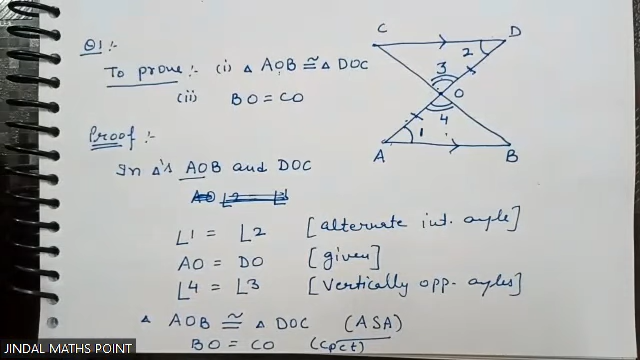 Q1:-
To prove:- (i) △ AOB ≅ △ DOC
(ii) BO = CO
Proof:-
In △'s AOB and DOC
∠1 = ∠2 [alternate int. angle]
AO = DO [given]
∠4 = ∠3 [Vertically opp. angles]
△ AOB ≅ △ DOC (ASA)
BO = CO (cpct)
C D
2
3
O
4
1
A B
JINDAL MATHS POINT